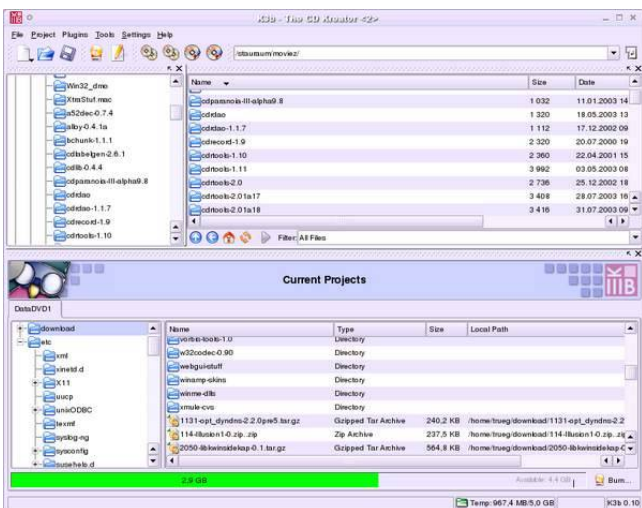 K3b - The CD Kreator <2>
File Project Plugins Tools Settings Help
/stauraum/moviez/
Win32_dmo
XtraStuf.mac
a52dec-0.7.4
alloy-0.4.1a
bchunk-1.1.1
cdlabelgen-2.6.1
cdlib-0.4.4
cdparanoia-III-alpha9.8
cdrdao
cdrdao-1.1.7
cdrecord-1.9
cdrtools-1.10
Name Size Date
cdparanoia-III-alpha9.8 1 032 11.01.2003 14
cdrdao 1 320 18.05.2003 13
cdrdao-1.1.7 1 112 17.12.2002 09
cdrecord-1.9 2 320 20.07.2000 19
cdrtools-1.10 2 360 22.04.2001 15
cdrtools-1.11 3 992 03.05.2003 08
cdrtools-2.0 2 736 25.12.2002 18
cdrtools-2.01a17 3 408 28.07.2003 16
cdrtools-2.01a18 3 416 31.07.2003 09
Filter: All Files
Current Projects
K3B
DataDVD1
download
etc
xml
xinetd.d
X11
uucp
unixODBC
texmf
syslog-ng
sysconfig
susehelp.d
Name Type Size Local Path
vorbis-tools-1.0 Directory
w32codec-0.90 Directory
webgui-stuff Directory
winamp-skins Directory
winme-dlls Directory
xmule-cvs Directory
1131-opt_dyndns-2.2.0pre5.tar.gz Gzipped Tar Archive 240,2 KB /home/trueg/download/1131-opt_dyndns-2.2
114-Illusion1-0.zip..zip Zip Archive 237,5 KB /home/trueg/download/114-Illusion1-0.zip..zip
2050-libkwinsidekap-0.1.tar.gz Gzipped Tar Archive 564,8 KB /home/trueg/download/2050-libkwinsidekap-0
2,9 GB
Available: 4,4 GB
Burn...
Temp: 967,4 MB/5,0 GB K3b 0.10